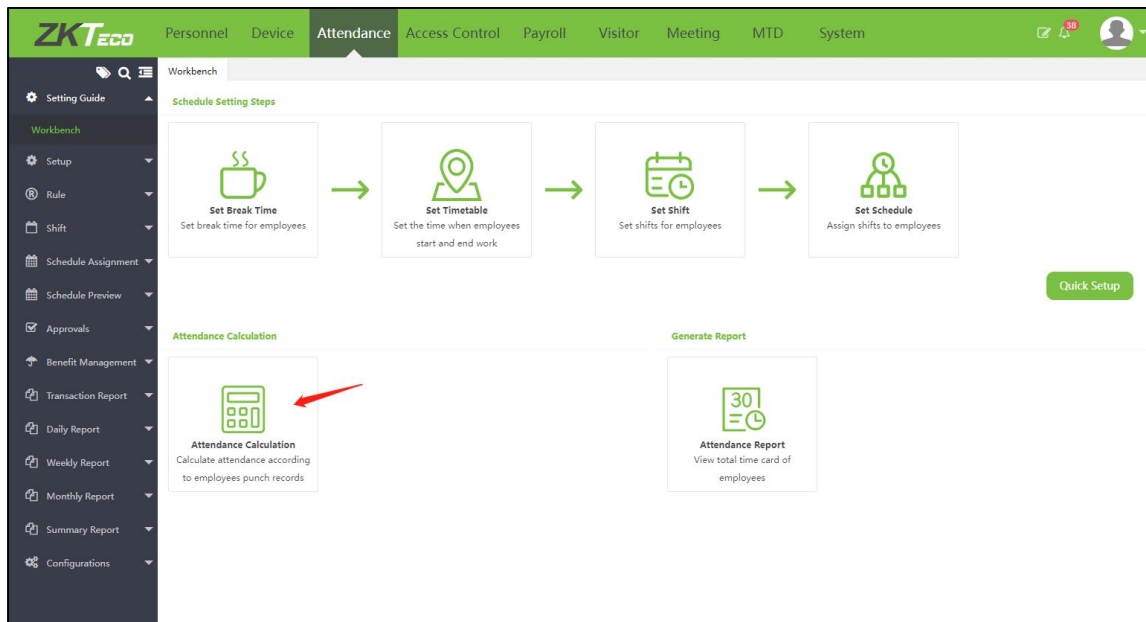 ZKTECO
Personnel Device Attendance Access Control Payroll Visitor Meeting MTD System
38
Workbench
Setting Guide
Workbench
Setup
Rule
Shift
Schedule Assignment
Schedule Preview
Approvals
Benefit Management
Transaction Report
Daily Report
Weekly Report
Monthly Report
Summary Report
Configurations
Schedule Setting Steps
Set Break Time
Set break time for employees
Set Timetable
Set the time when employees
start and end work
Set Shift
Set shifts for employees
Set Schedule
Assign shifts to employees
Quick Setup
Attendance Calculation
Attendance Calculation
Calculate attendance according
to employees punch records
Generate Report
30
Attendance Report
View total time card of
employees